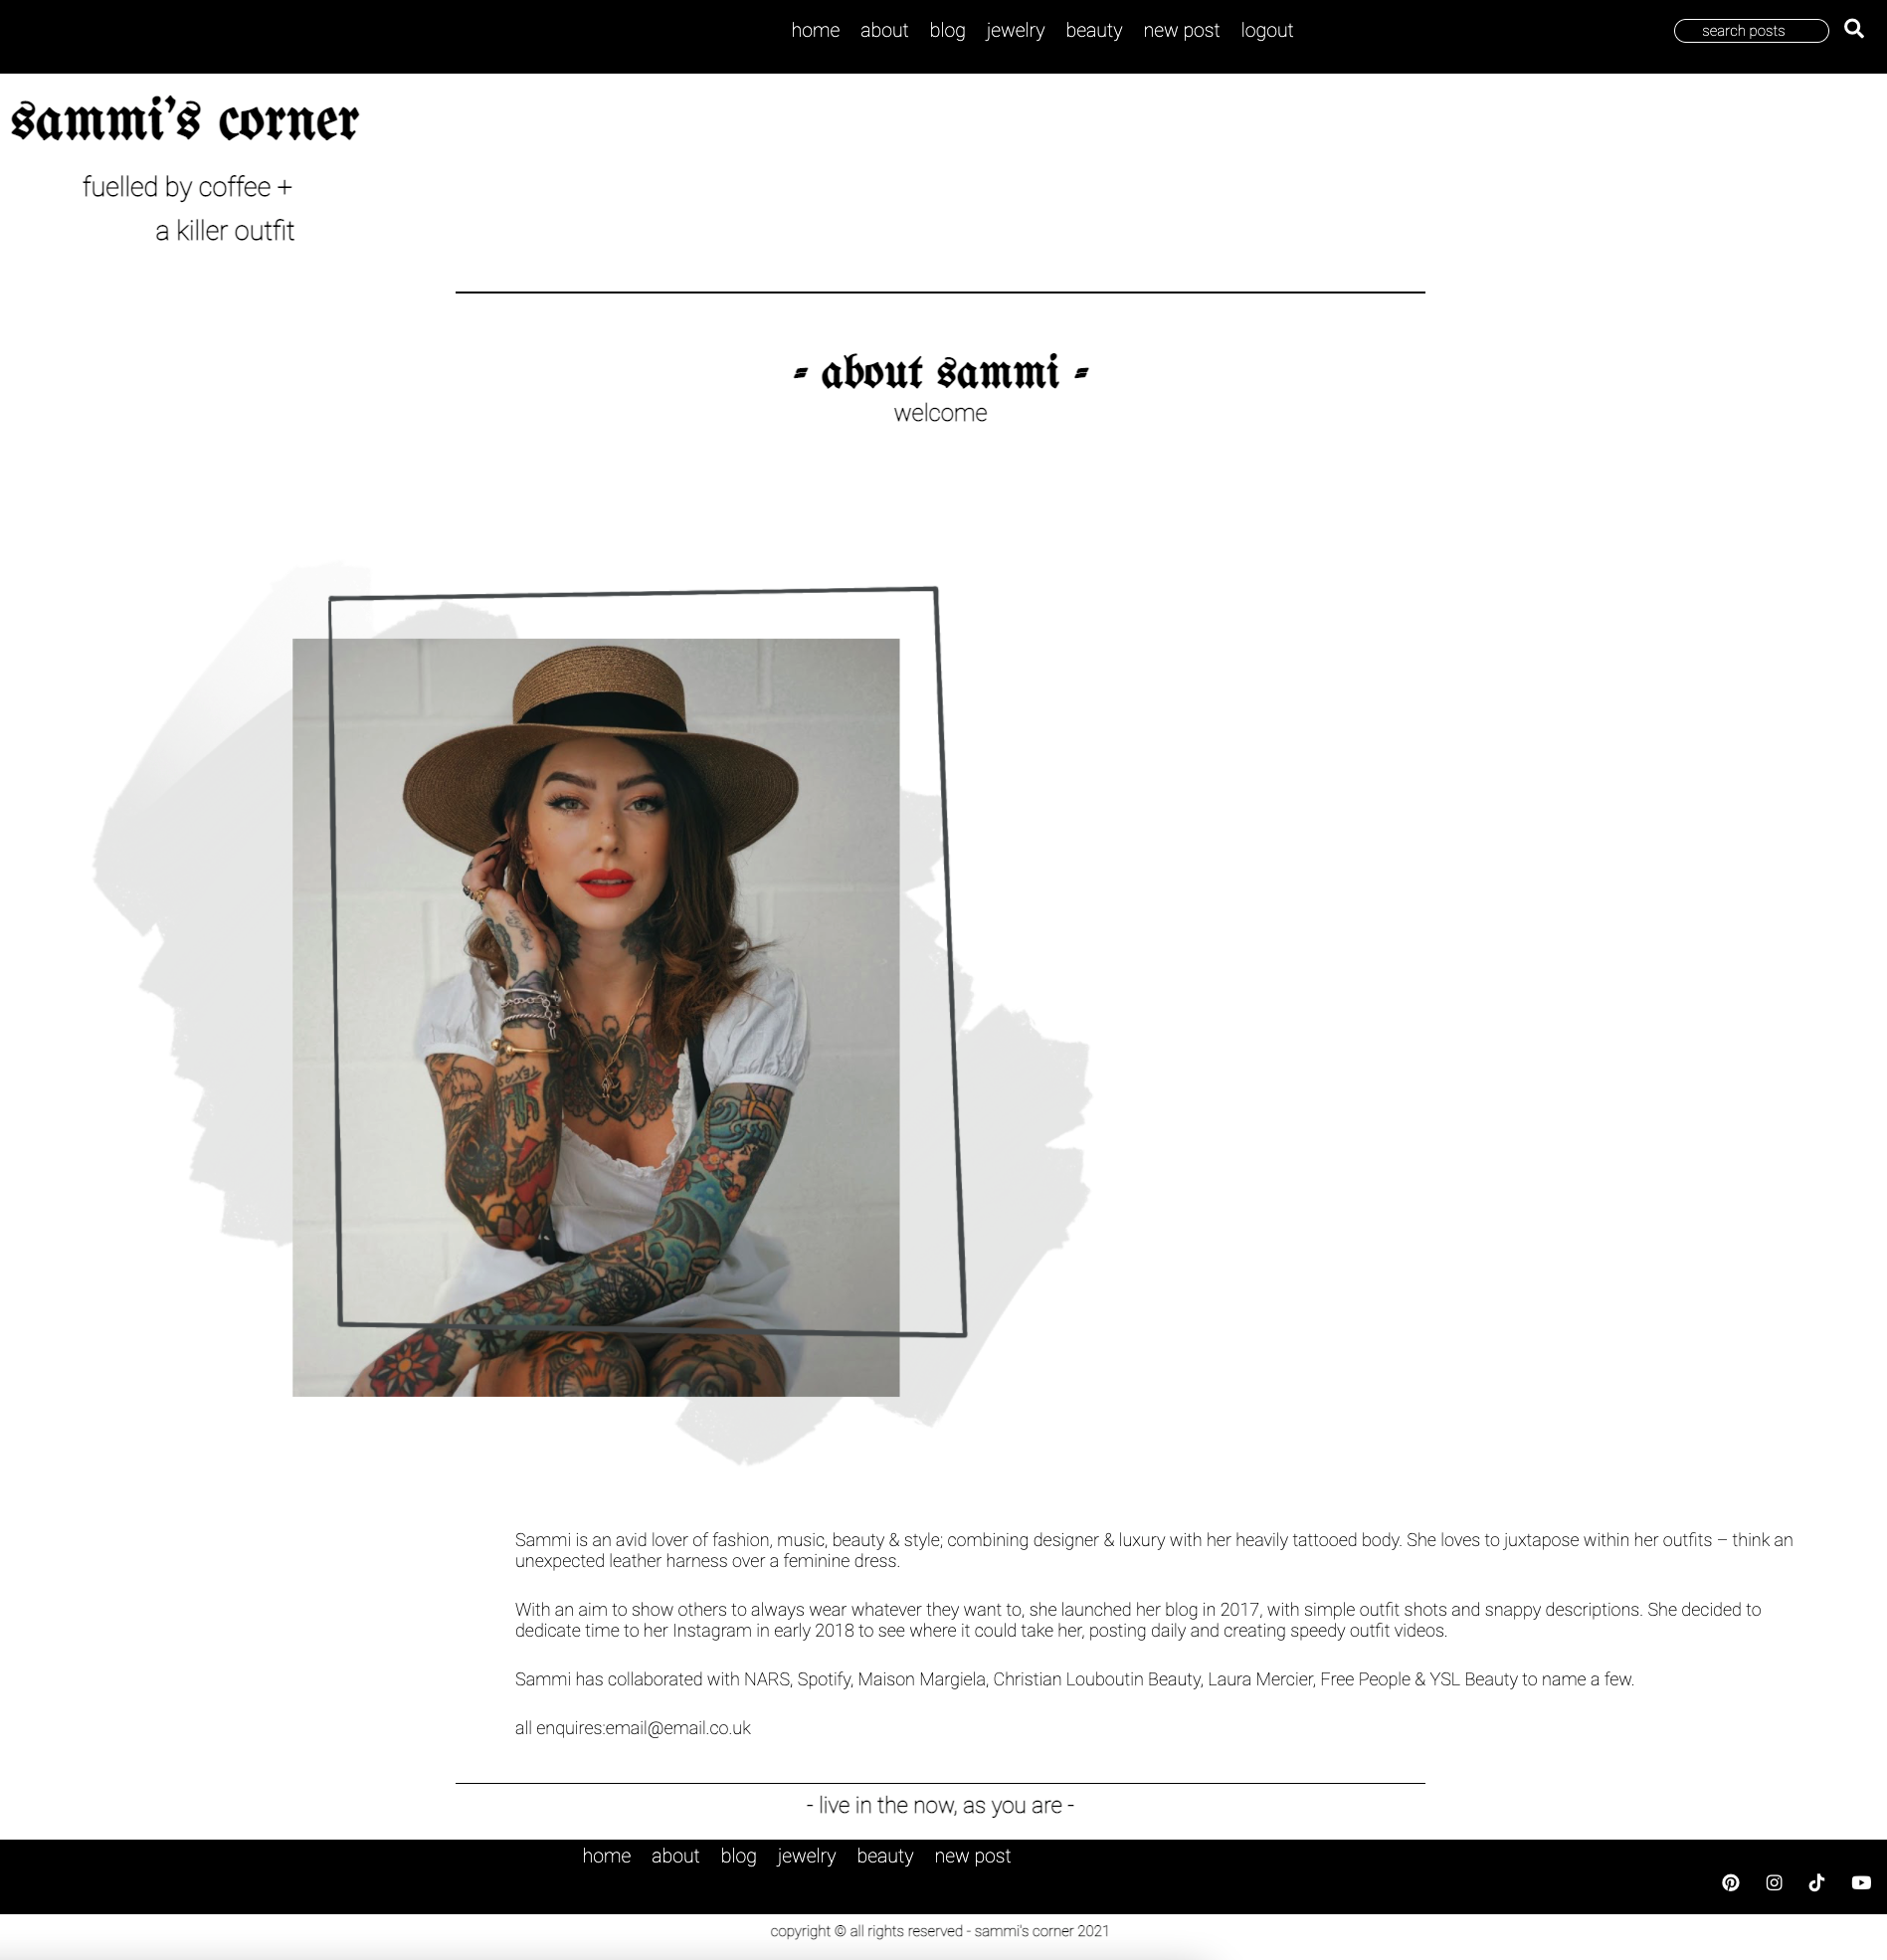 home about blog jewelry beauty new post logout search posts
sammi's corner
fuelled by coffee +
a killer outfit
- about sammi -
welcome
TEXAS
Sammi is an avid lover of fashion, music, beauty & style; combining designer & luxury with her heavily tattooed body. She loves to juxtapose within her outfits – think an
unexpected leather harness over a feminine dress.
With an aim to show others to always wear whatever they want to, she launched her blog in 2017, with simple outfit shots and snappy descriptions. She decided to
dedicate time to her Instagram in early 2018 to see where it could take her, posting daily and creating speedy outfit videos.
Sammi has collaborated with NARS, Spotify, Maison Margiela, Christian Louboutin Beauty, Laura Mercier, Free People & YSL Beauty to name a few.
all enquires:email@email.co.uk
- live in the now, as you are -
home about blog jewelry beauty new post
copyright © all rights reserved - sammi's corner 2021